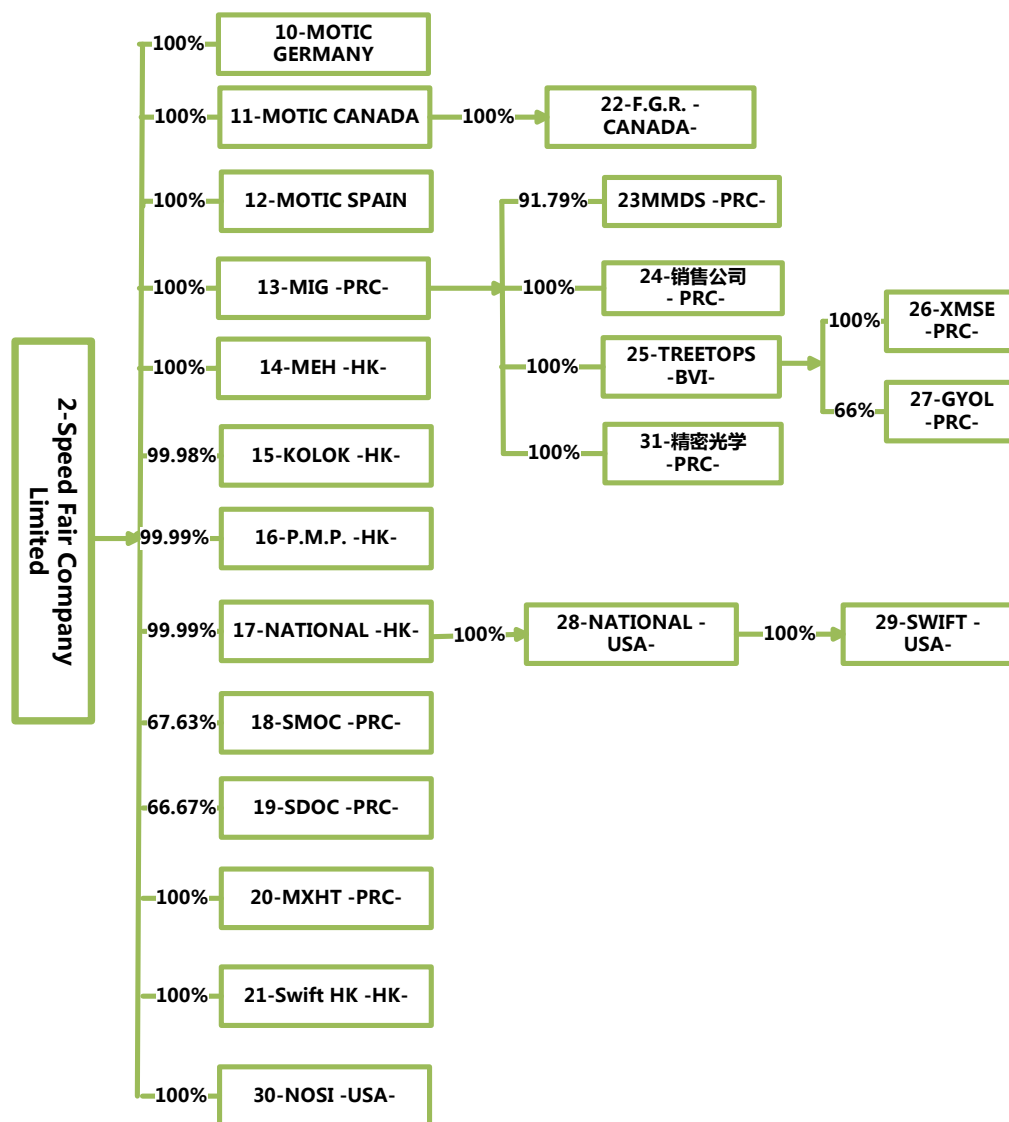 2-Speed Fair Company
Limited
100%
10-MOTIC
GERMANY
100%
11-MOTIC CANADA
100%
22-F.G.R. -
CANADA-
100%
12-MOTIC SPAIN
100%
13-MIG -PRC-
91.79%
23MMDS -PRC-
100%
24-销售公司
- PRC-
100%
25-TREETOPS
-BVI-
100%
26-XMSE
-PRC-
66%
27-GYOL
-PRC-
100%
31-精密光学
-PRC-
100%
14-MEH -HK-
99.98%
15-KOLOK -HK-
99.99%
16-P.M.P. -HK-
99.99%
17-NATIONAL -HK-
100%
28-NATIONAL -
USA-
100%
29-SWIFT -
USA-
67.63%
18-SMOC -PRC-
66.67%
19-SDOC -PRC-
100%
20-MXHT -PRC-
100%
21-Swift HK -HK-
100%
30-NOSI -USA-